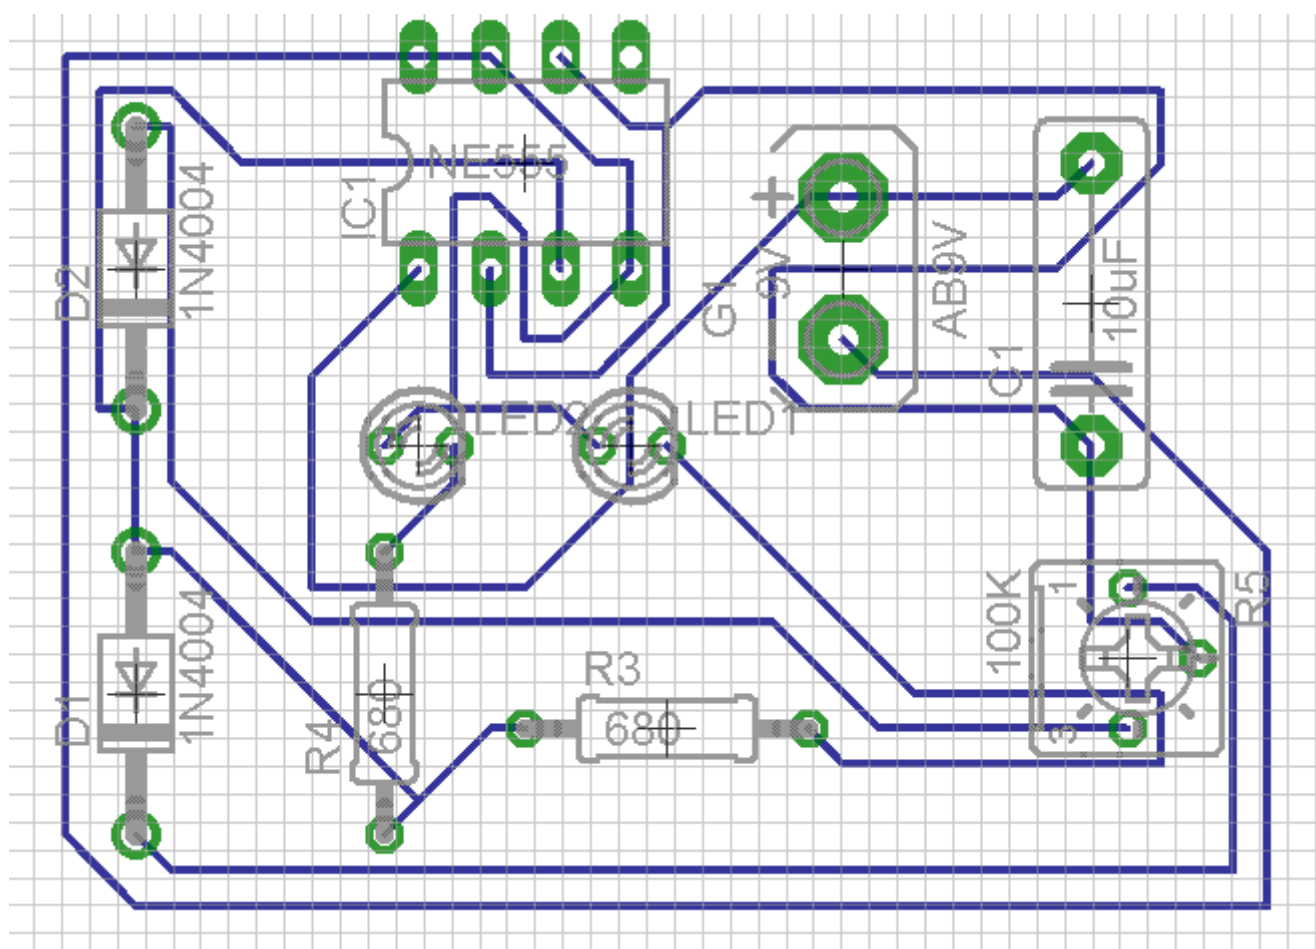 NE555
IC1
1N4004
D2
9V
G1
AB9V
10uF
C1
LED2
LED1
100K
1
3
R5
1N4004
D1
R3
680
R4
680
+